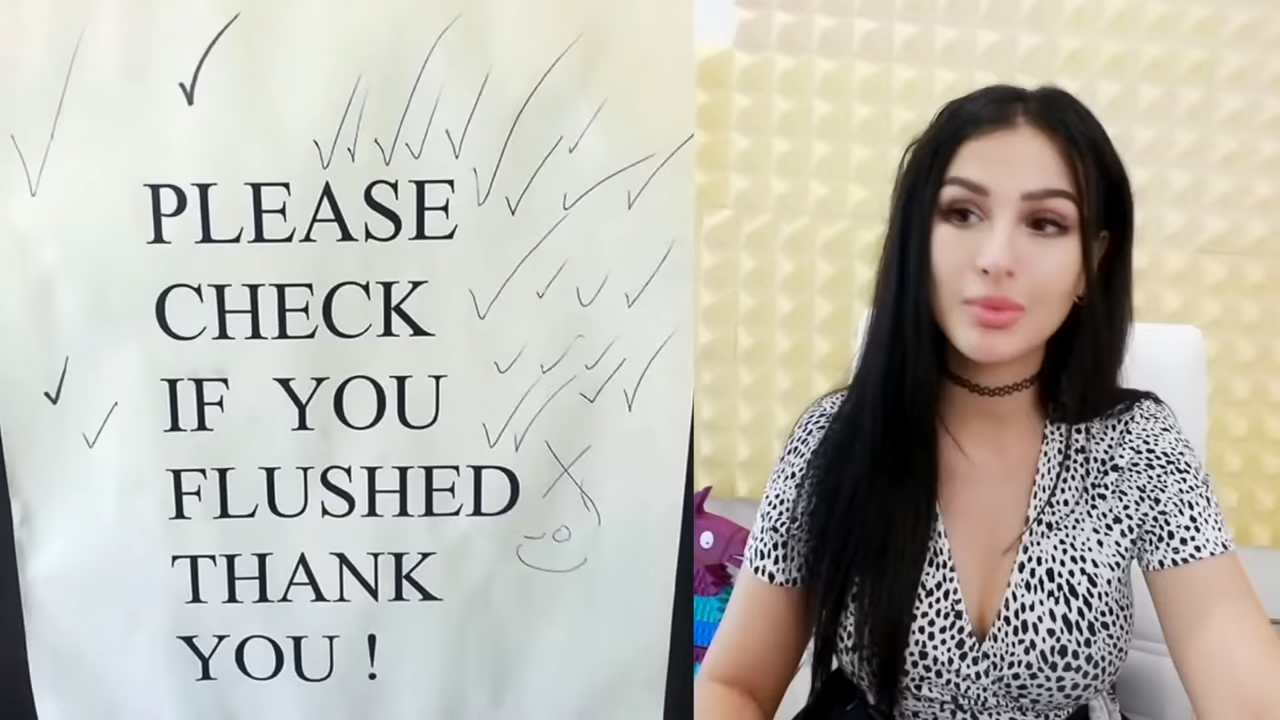 PLEASE
CHECK
IF YOU
FLUSHED
THANK
YOU !